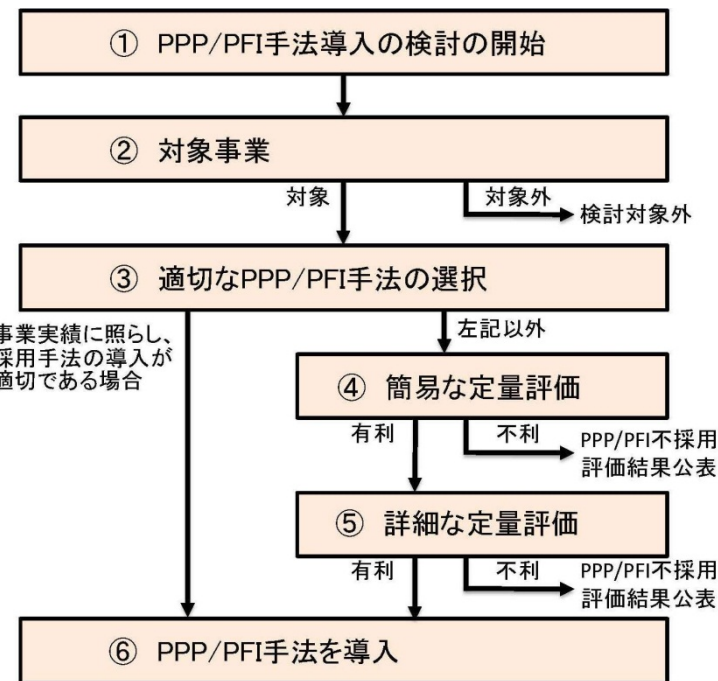 ① PPP/PFI手法導入の検討の開始
② 対象事業
対象
対象外
検討対象外
③ 適切なPPP/PFI手法の選択
事業実績に照らし、
採用手法の導入が
適切である場合
左記以外
④ 簡易な定量評価
有利
不利
PPP/PFI不採用
評価結果公表
⑤ 詳細な定量評価
有利
不利
PPP/PFI不採用
評価結果公表
⑥ PPP/PFI手法を導入